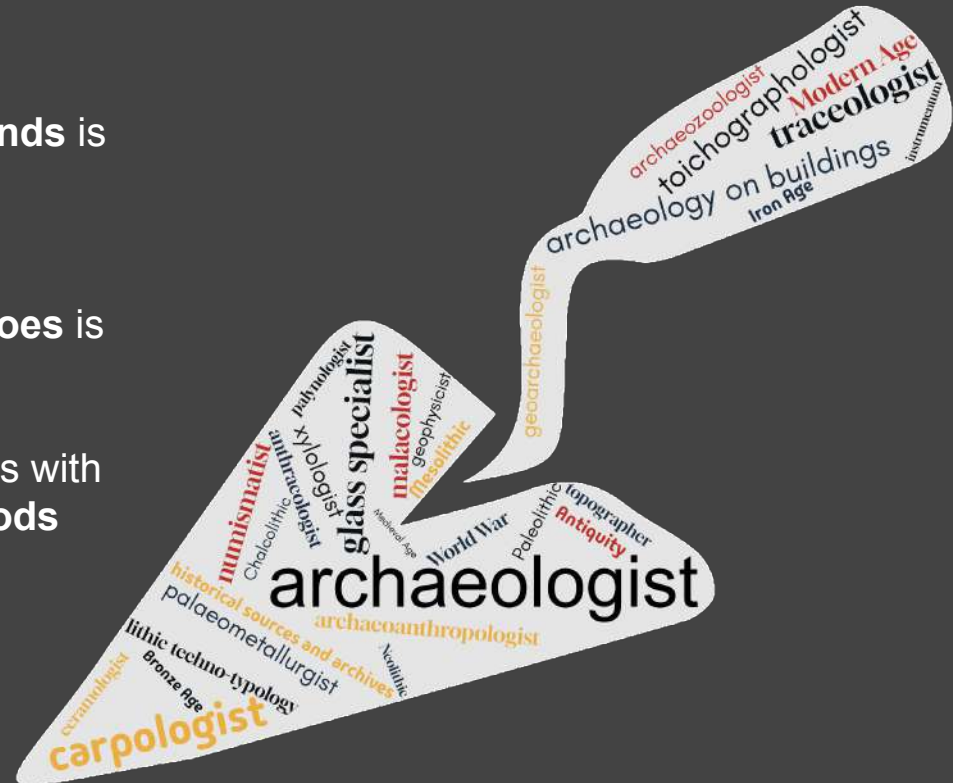 nds is
oes is
s with
ods
archaeozoologist
toichographologist
Modern Age
traceologist
instrumentum
archaeology on buildings
Iron Age
geoarchaeologist
palynologist
xylologist
glass specialist
malacologist
geophysicist
Mesolithic
numismatist
Chalcolithic
anthracologist
Medieval Age
World War
Paleolithic
Antiquity
topographer
archaeologist
historical sources and archives
archaeoanthropologist
palaeometallurgist
Neolithic
lithic techno-typology
Bronze Age
ceramologist
carpologist